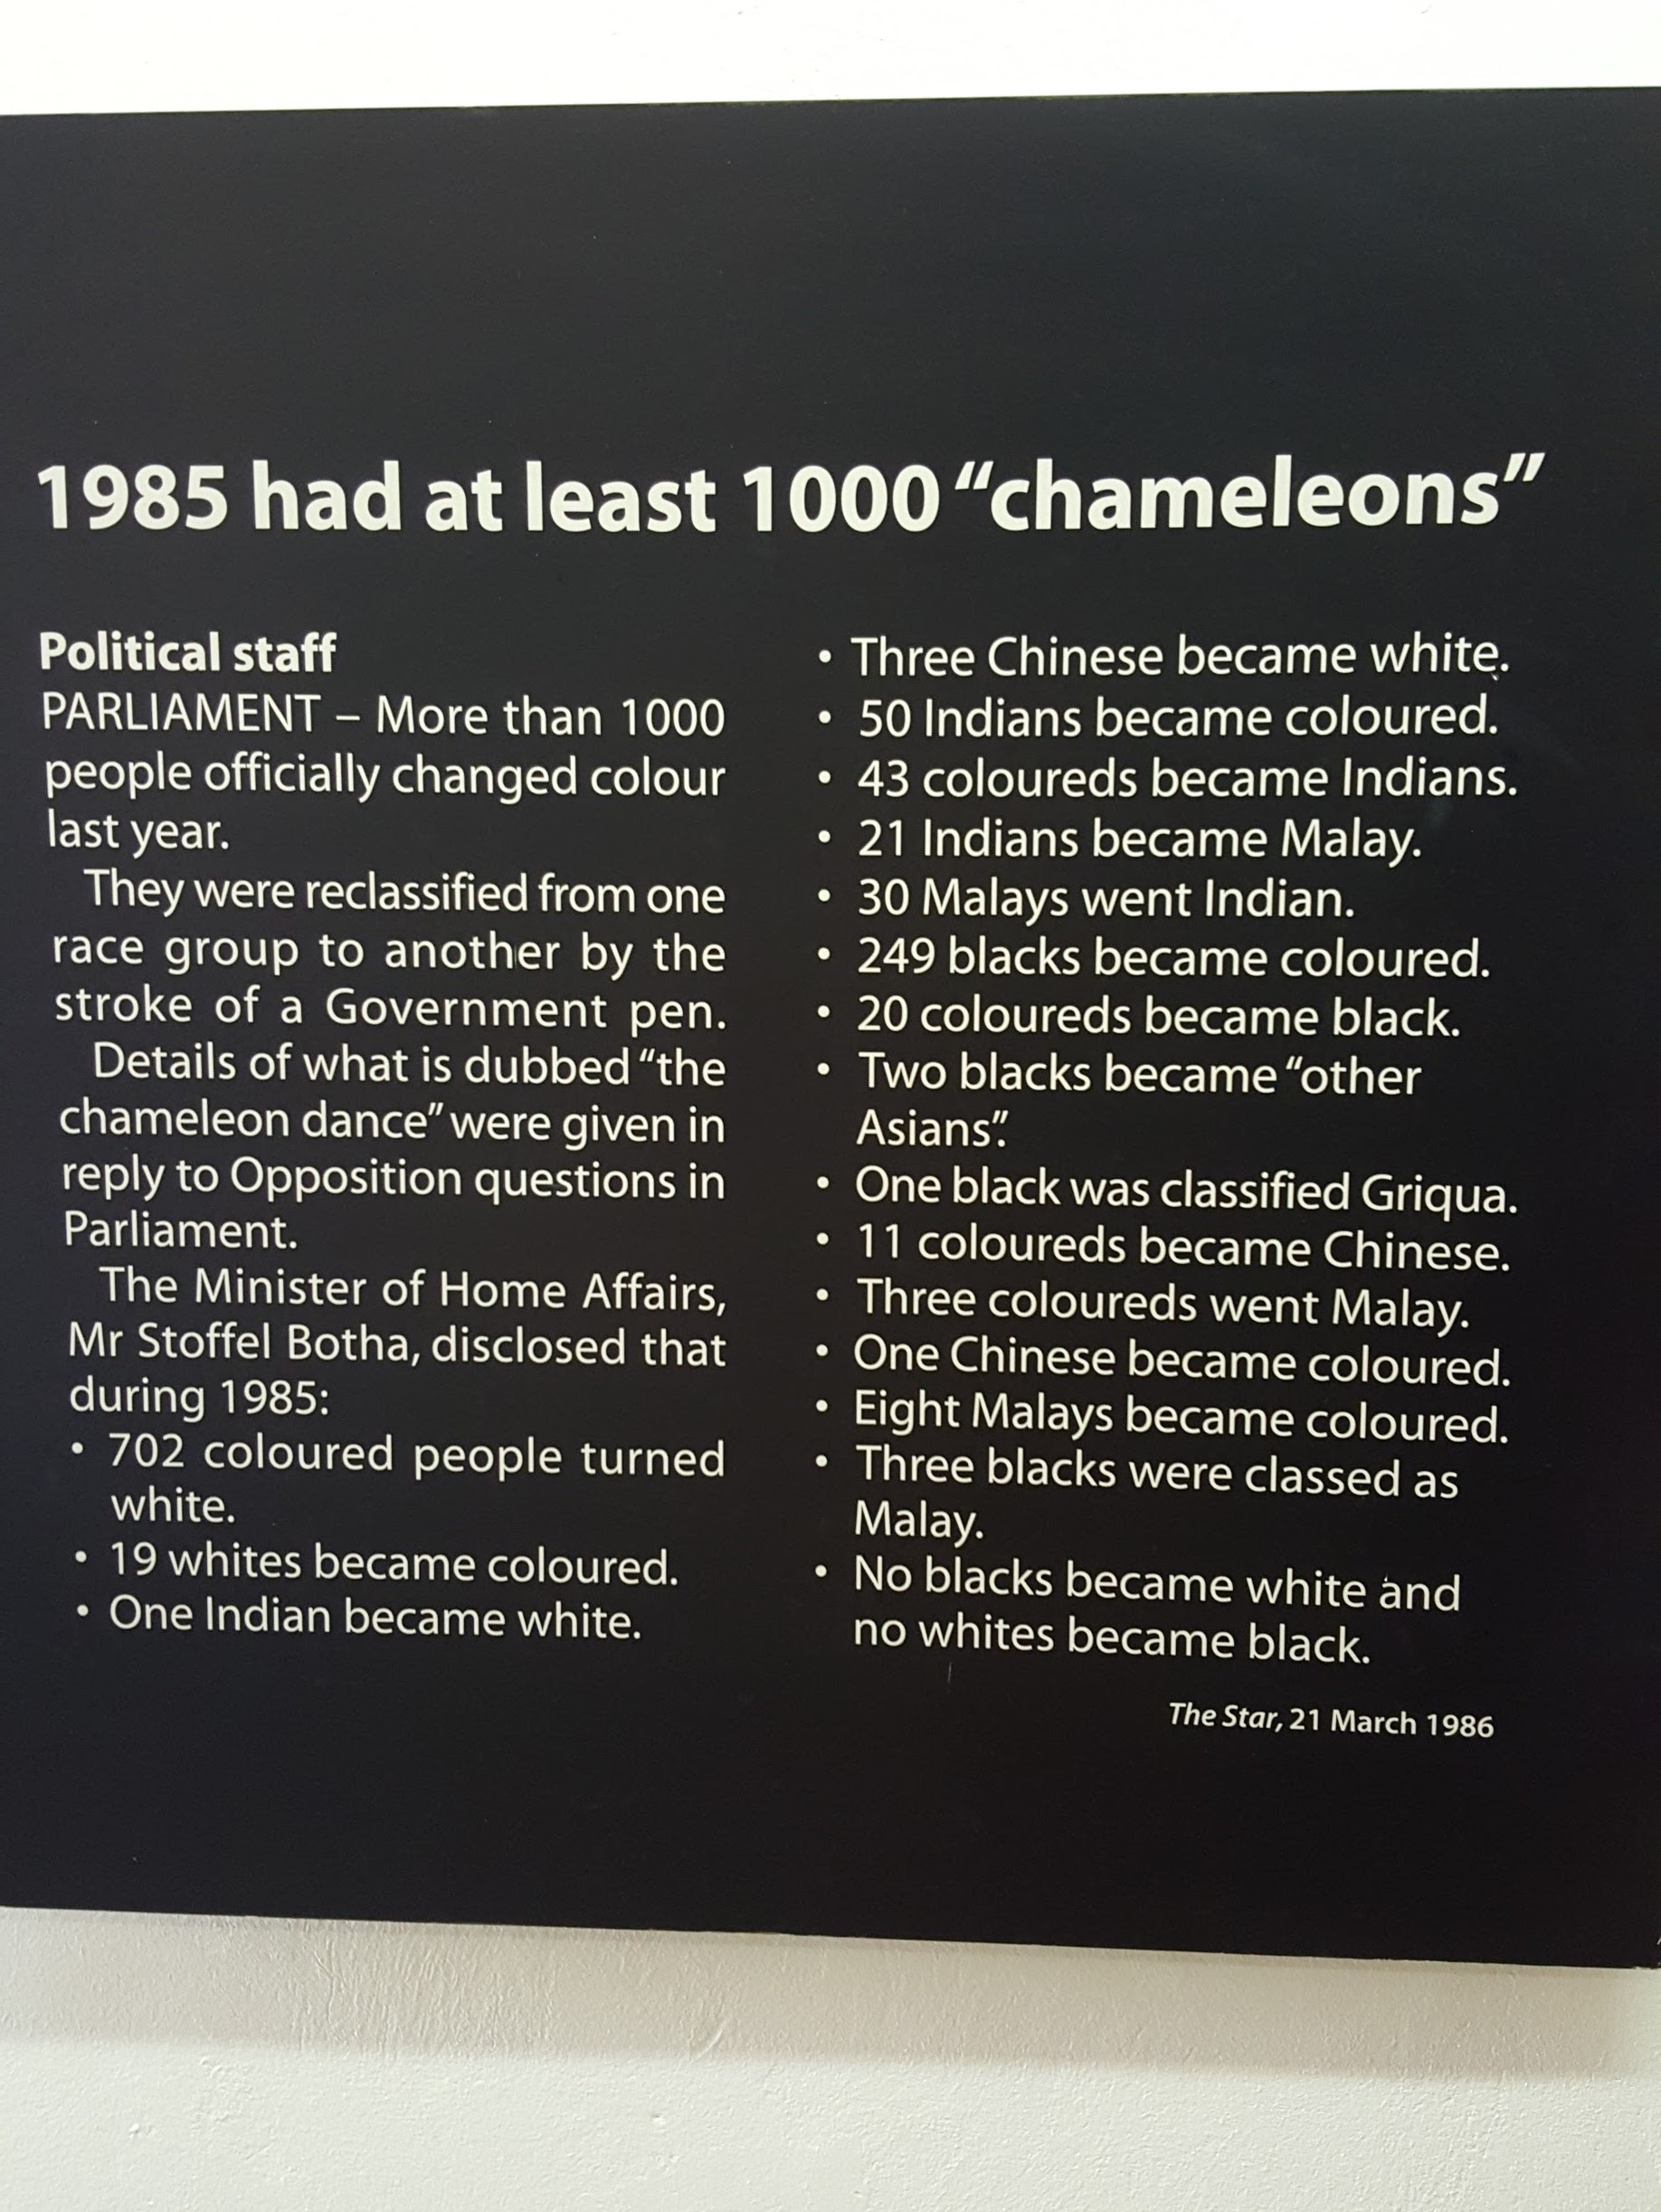 1985 had at least 1000 “chameleons”
Political staff
PARLIAMENT – More than 1000
people officially changed colour
last year.
They were reclassified from one
race group to another by the
stroke of a Government pen.
Details of what is dubbed “the
chameleon dance” were given in
reply to Opposition questions in
Parliament.
The Minister of Home Affairs,
Mr Stoffel Botha, disclosed that
during 1985:
• 702 coloured people turned
white.
• 19 whites became coloured.
• One Indian became white.
• Three Chinese became white.
• 50 Indians became coloured.
• 43 coloureds became Indians.
• 21 Indians became Malay.
• 30 Malays went Indian.
• 249 blacks became coloured.
• 20 coloureds became black.
• Two blacks became “other
Asians”.
• One black was classified Griqua.
• 11 coloureds became Chinese.
• Three coloureds went Malay.
• One Chinese became coloured.
• Eight Malays became coloured.
• Three blacks were classed as
Malay.
• No blacks became white and
no whites became black.
The Star, 21 March 1986